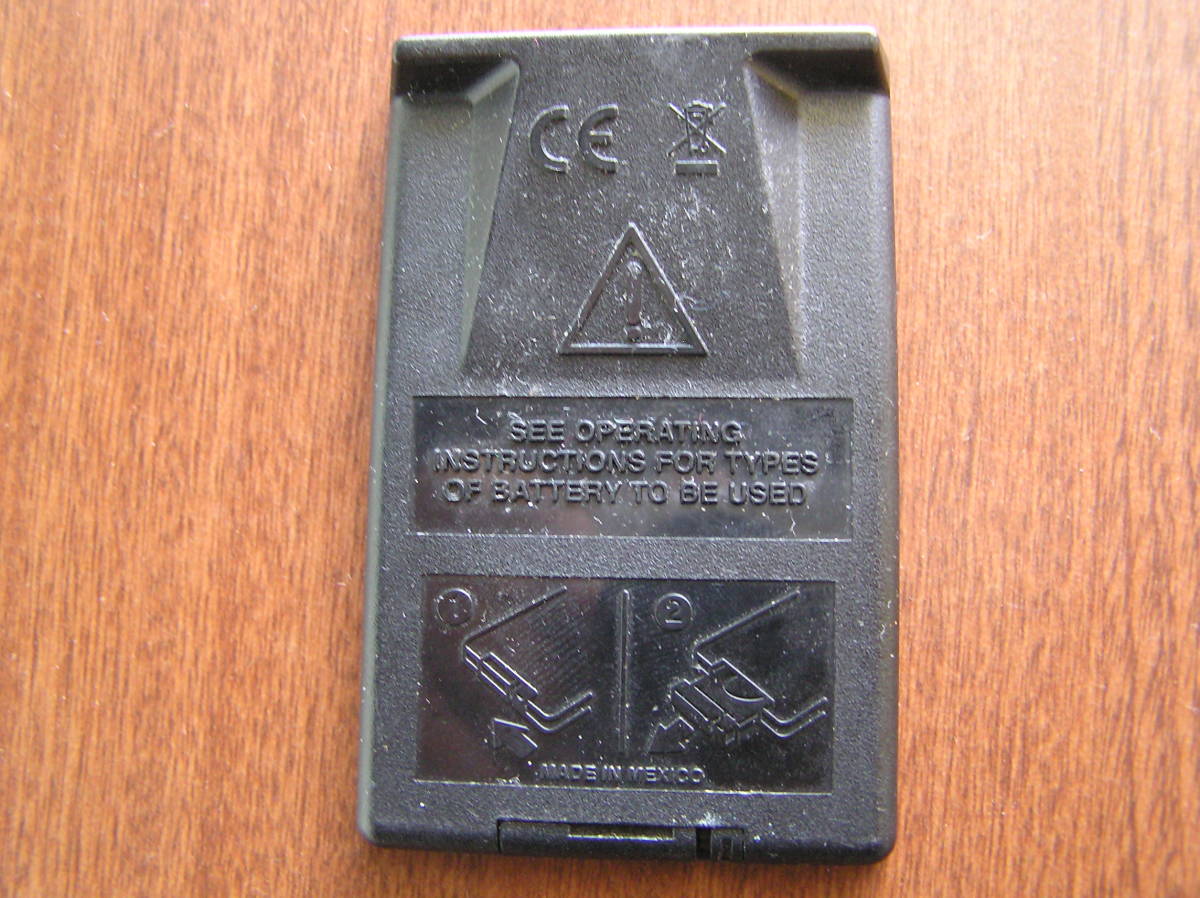 CE
SEE OPERATING
INSTRUCTIONS FOR TYPES
OF BATTERY TO BE USED
1 2
MADE IN MEXICO